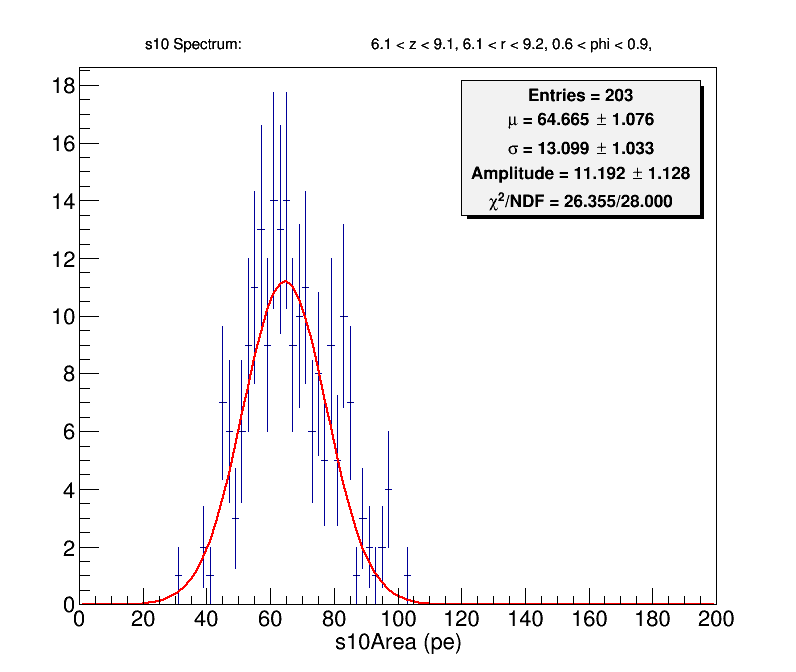 s10 Spectrum: 6.1 < z < 9.1, 6.1 < r < 9.2, 0.6 < phi < 0.9,
Entries = 203
μ = 64.665 ± 1.076
σ = 13.099 ± 1.033
Amplitude = 11.192 ± 1.128
χ²/NDF = 26.355/28.000
18
16
14
12
10
8
6
4
2
0
0 20 40 60 80 100 120 140 160 180 200
s10Area (pe)